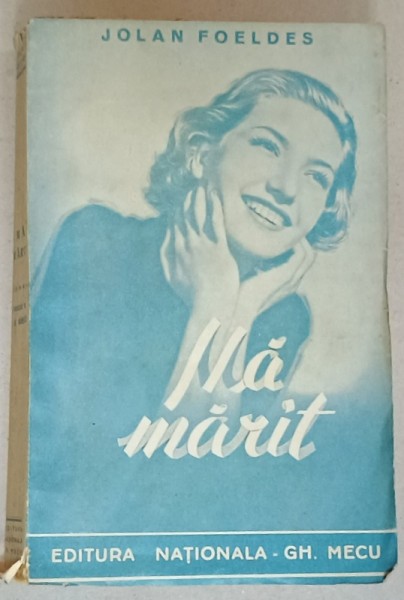 JOLAN FOELDES
Mă
mărit
EDITURA NAȚIONALA - GH. MECU